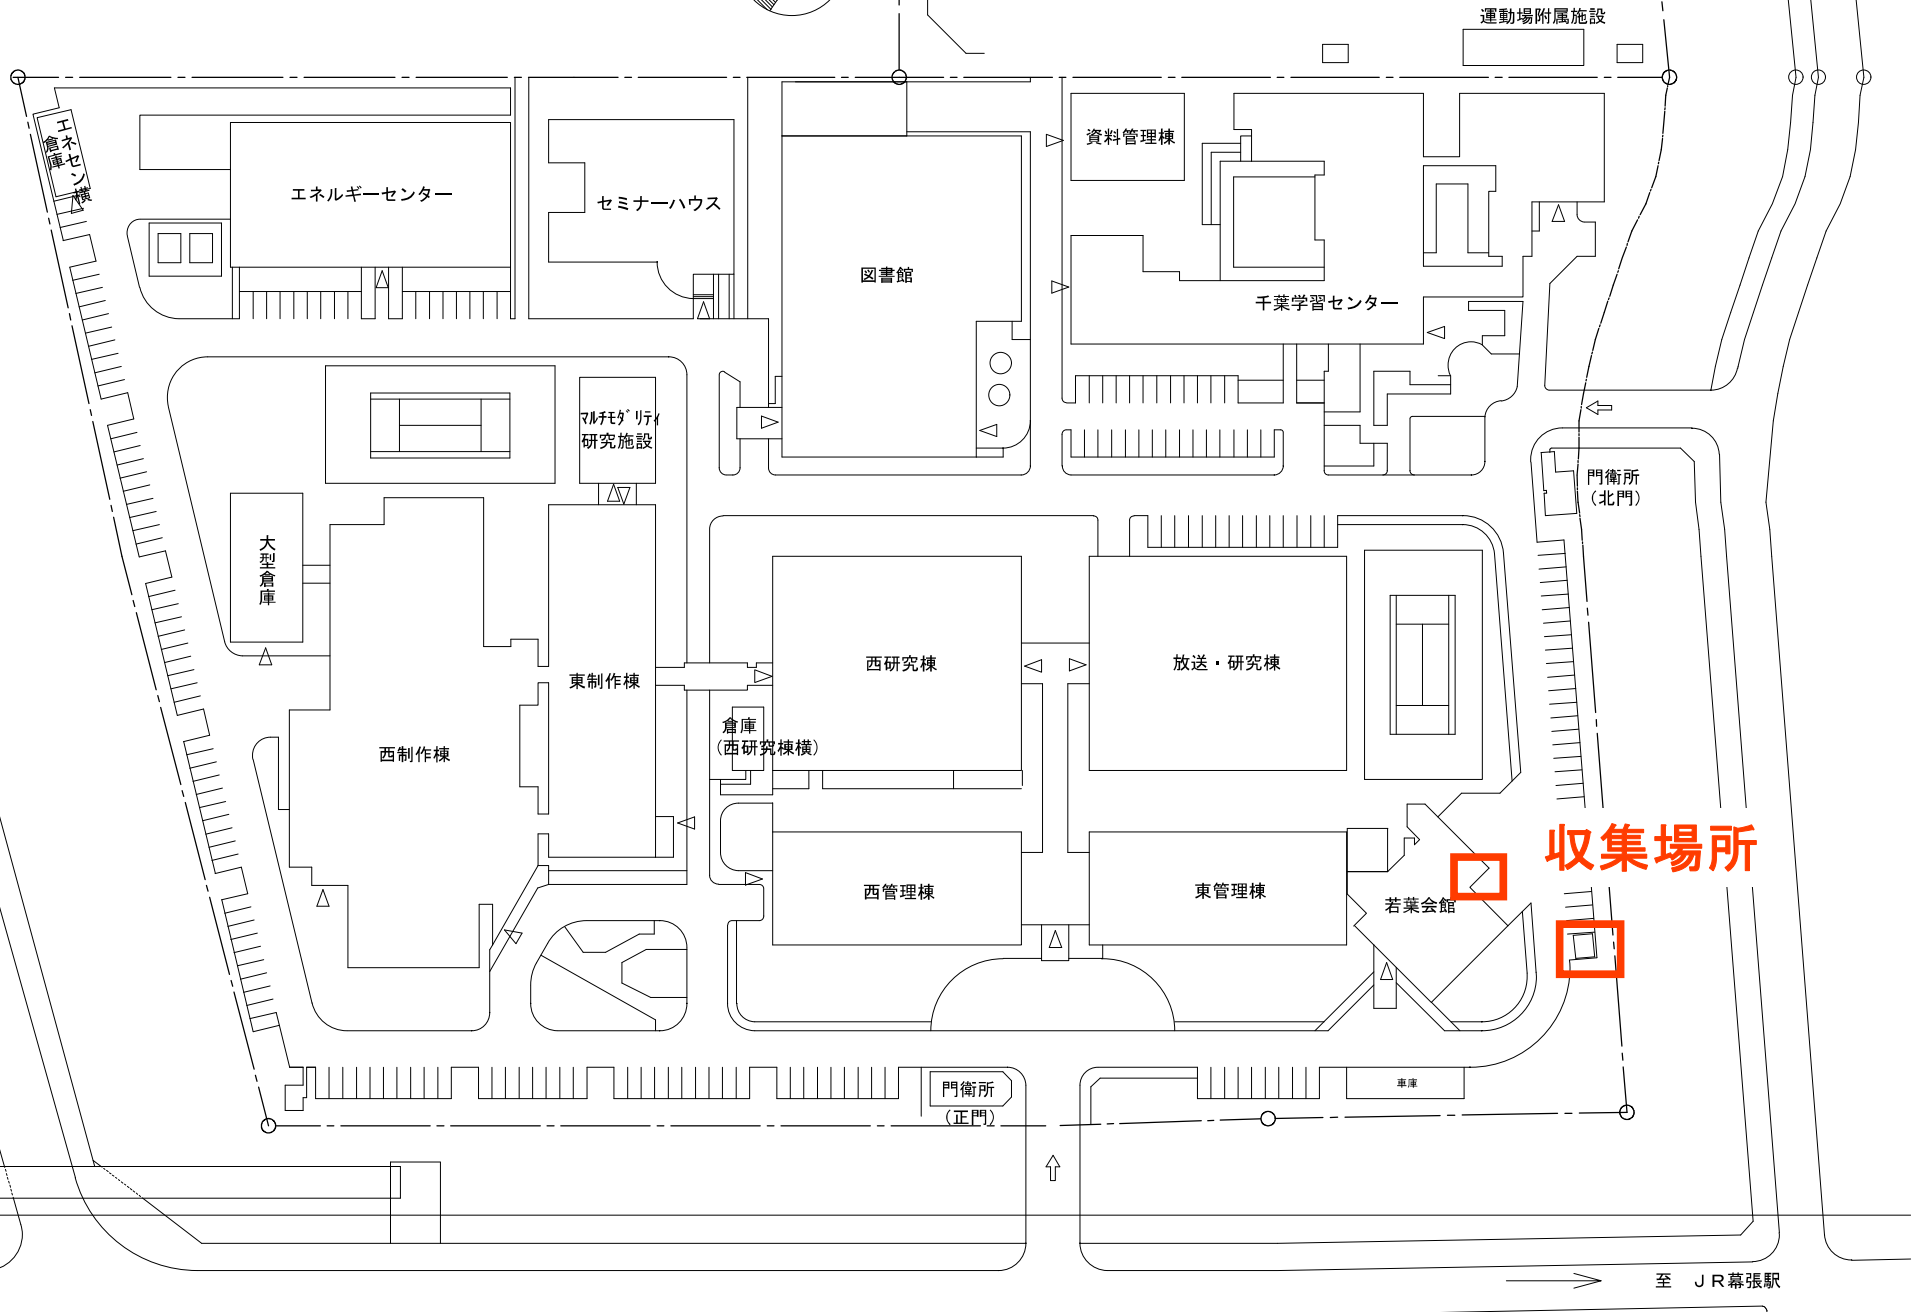 運動場附属施設
エネセン横
倉庫
資料管理棟
エネルギーセンター
セミナーハウス
図書館
千葉学習センター
マルチモダリティ
研究施設
門衛所
(北門)
大型倉庫
西研究棟
放送・研究棟
東制作棟
倉庫
(西研究棟横)
西制作棟
収集場所
西管理棟
東管理棟
若葉会館
車庫
門衛所
(正門)
至 JR幕張駅